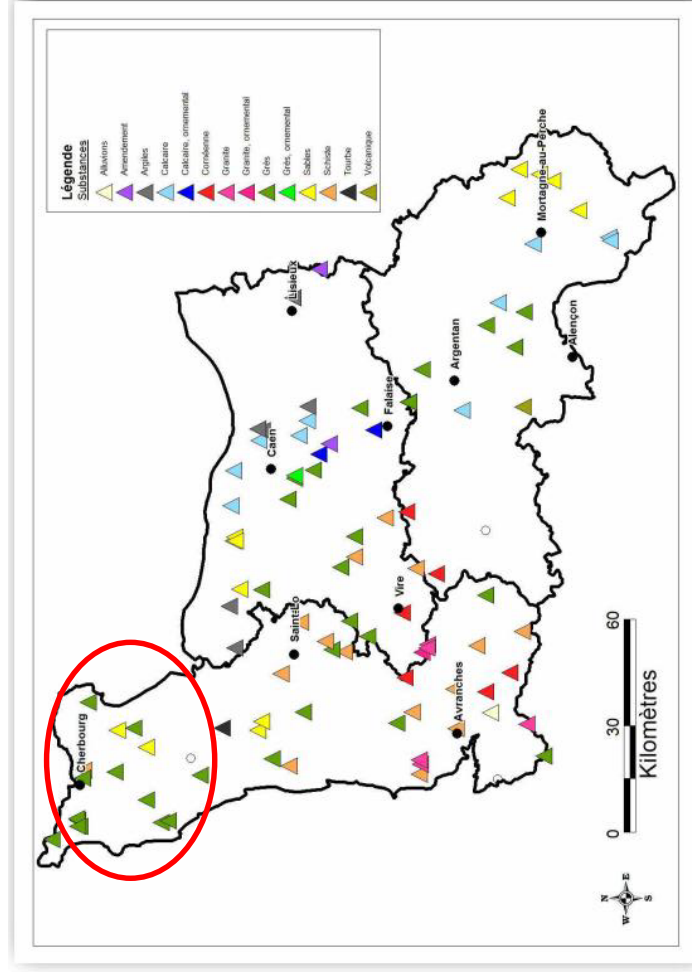 Légende
Substances
Alluvions
Amendement
Argiles
Calcaire
Calcaire, ornemental
Cornéenne
Granite
Granite, ornemental
Grès
Grès, ornemental
Sables
Schiste
Tourbe
Volcanique
Cherbourg
Saint-Lo
Caen
Lisieux
Falaise
Vire
Avranches
Argentan
Mortagne-au-Perche
Alençon
0 30 60
Kilomètres
N
W E
S